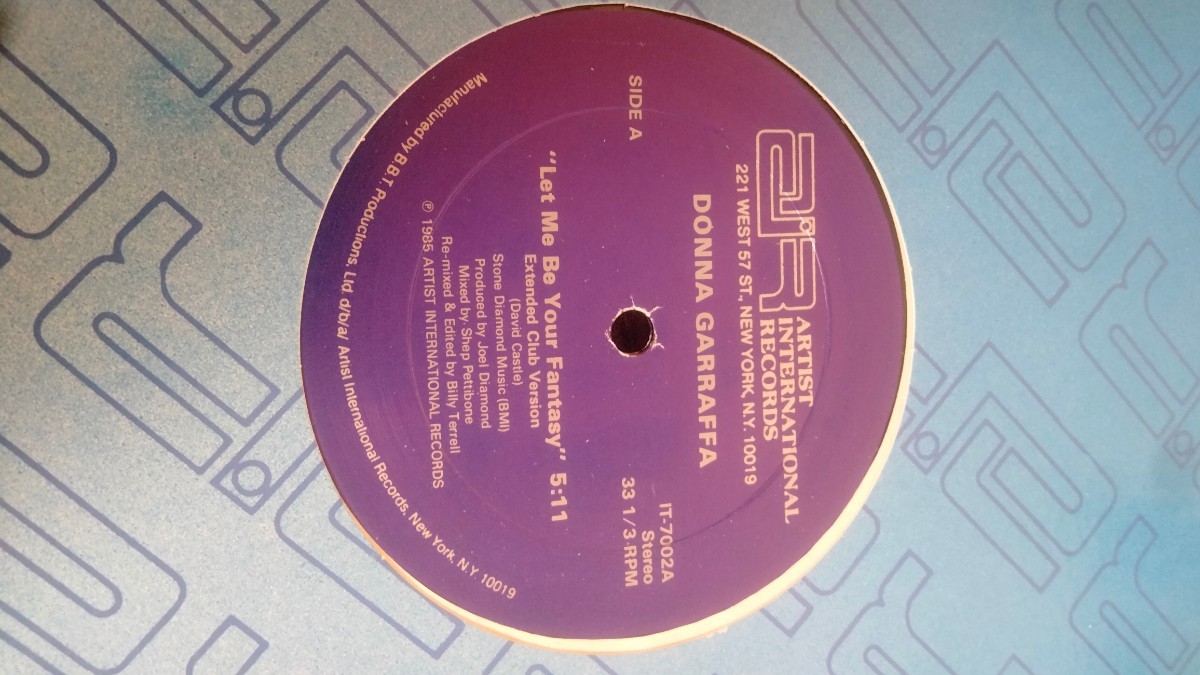 aiR
ARTIST
INTERNATIONAL
RECORDS
221 WEST 57 ST., NEW YORK, N.Y. 10019
DONNA GARRAFFA
IT-7002A
Stereo
SIDE A
33 1/3 RPM
"Let Me Be Your Fantasy" 5:11
Extended Club Version
(David Castle)
Stone Diamond Music (BMI)
Produced by Joel Diamond
Mixed by: Shep Pettibone
Re-mixed & Edited by Billy Terrell
℗ 1985 ARTIST INTERNATIONAL RECORDS
Manufactured by B.B.T. Productions, Ltd. d/b/a/ Artist International Records, New York, N.Y. 10019